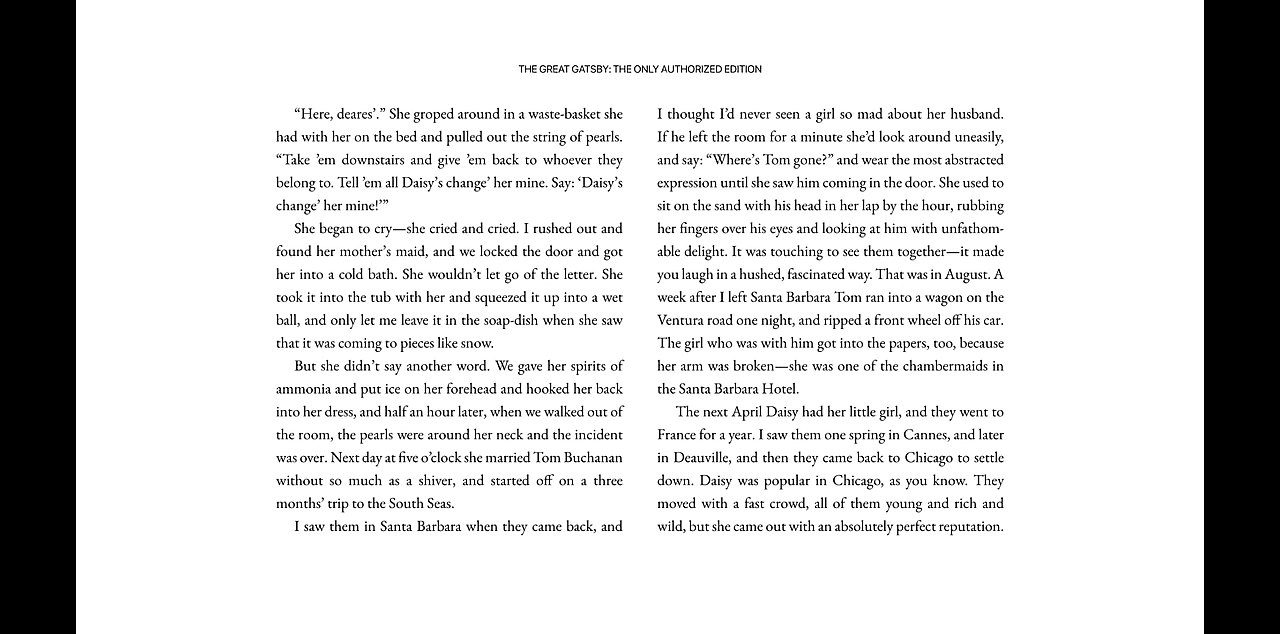 THE GREAT GATSBY: THE ONLY AUTHORIZED EDITION
“Here, deares’.” She groped around in a waste-basket she
had with her on the bed and pulled out the string of pearls.
“Take ’em downstairs and give ’em back to whoever they
belong to. Tell ’em all Daisy’s change’ her mine. Say: ‘Daisy’s
change’ her mine!’”
She began to cry—she cried and cried. I rushed out and
found her mother’s maid, and we locked the door and got
her into a cold bath. She wouldn’t let go of the letter. She
took it into the tub with her and squeezed it up into a wet
ball, and only let me leave it in the soap-dish when she saw
that it was coming to pieces like snow.
But she didn’t say another word. We gave her spirits of
ammonia and put ice on her forehead and hooked her back
into her dress, and half an hour later, when we walked out of
the room, the pearls were around her neck and the incident
was over. Next day at five o’clock she married Tom Buchanan
without so much as a shiver, and started off on a three
months’ trip to the South Seas.
I saw them in Santa Barbara when they came back, and
I thought I’d never seen a girl so mad about her husband.
If he left the room for a minute she’d look around uneasily,
and say: “Where’s Tom gone?” and wear the most abstracted
expression until she saw him coming in the door. She used to
sit on the sand with his head in her lap by the hour, rubbing
her fingers over his eyes and looking at him with unfathom-
able delight. It was touching to see them together—it made
you laugh in a hushed, fascinated way. That was in August. A
week after I left Santa Barbara Tom ran into a wagon on the
Ventura road one night, and ripped a front wheel off his car.
The girl who was with him got into the papers, too, because
her arm was broken—she was one of the chambermaids in
the Santa Barbara Hotel.
The next April Daisy had her little girl, and they went to
France for a year. I saw them one spring in Cannes, and later
in Deauville, and then they came back to Chicago to settle
down. Daisy was popular in Chicago, as you know. They
moved with a fast crowd, all of them young and rich and
wild, but she came out with an absolutely perfect reputation.